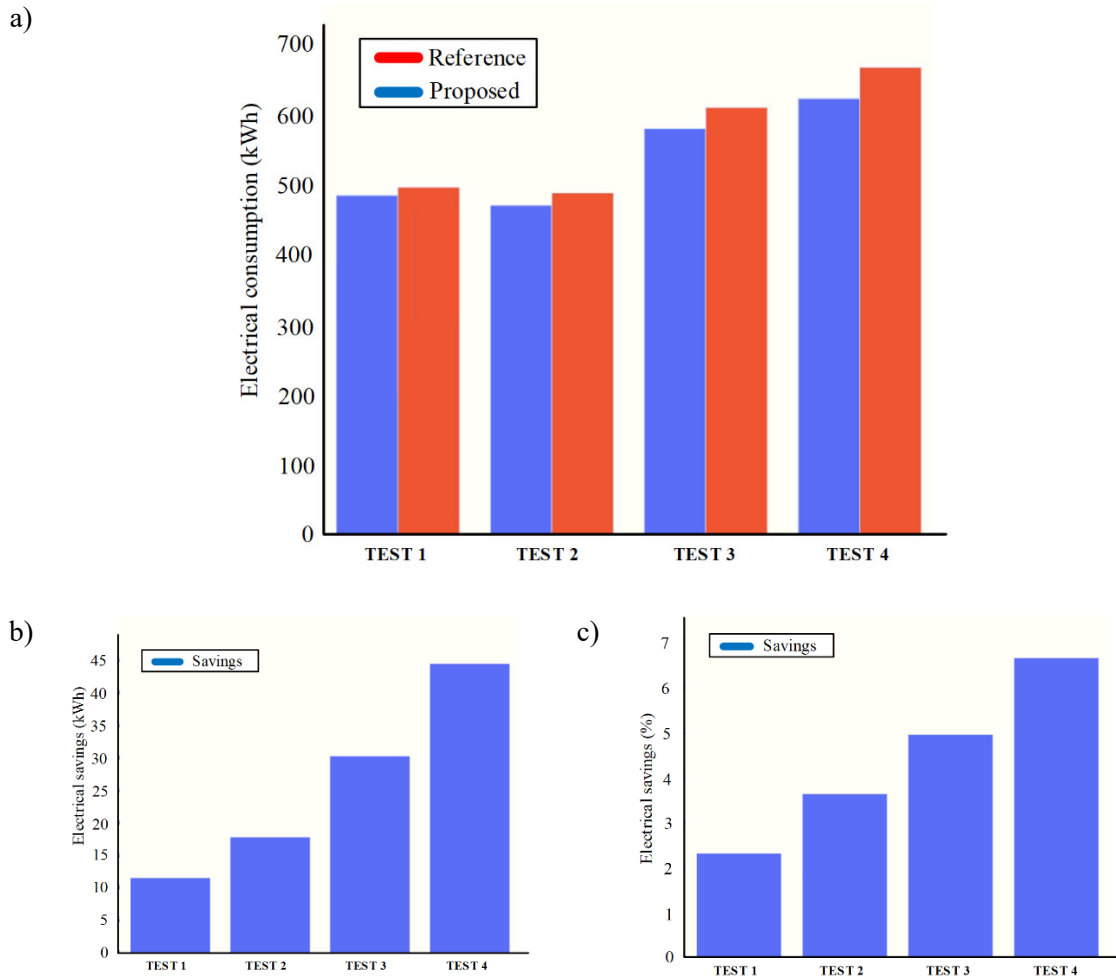 a)
Electrical consumption (kWh)
700
600
500
400
300
200
100
0
Reference
Proposed
TEST 1
TEST 2
TEST 3
TEST 4
b)
Electrical savings (kWh)
45
40
35
30
25
20
15
10
5
0
Savings
TEST 1
TEST 2
TEST 3
TEST 4
c)
Electrical savings (%)
7
6
5
4
3
2
1
0
Savings
TEST 1
TEST 2
TEST 3
TEST 4